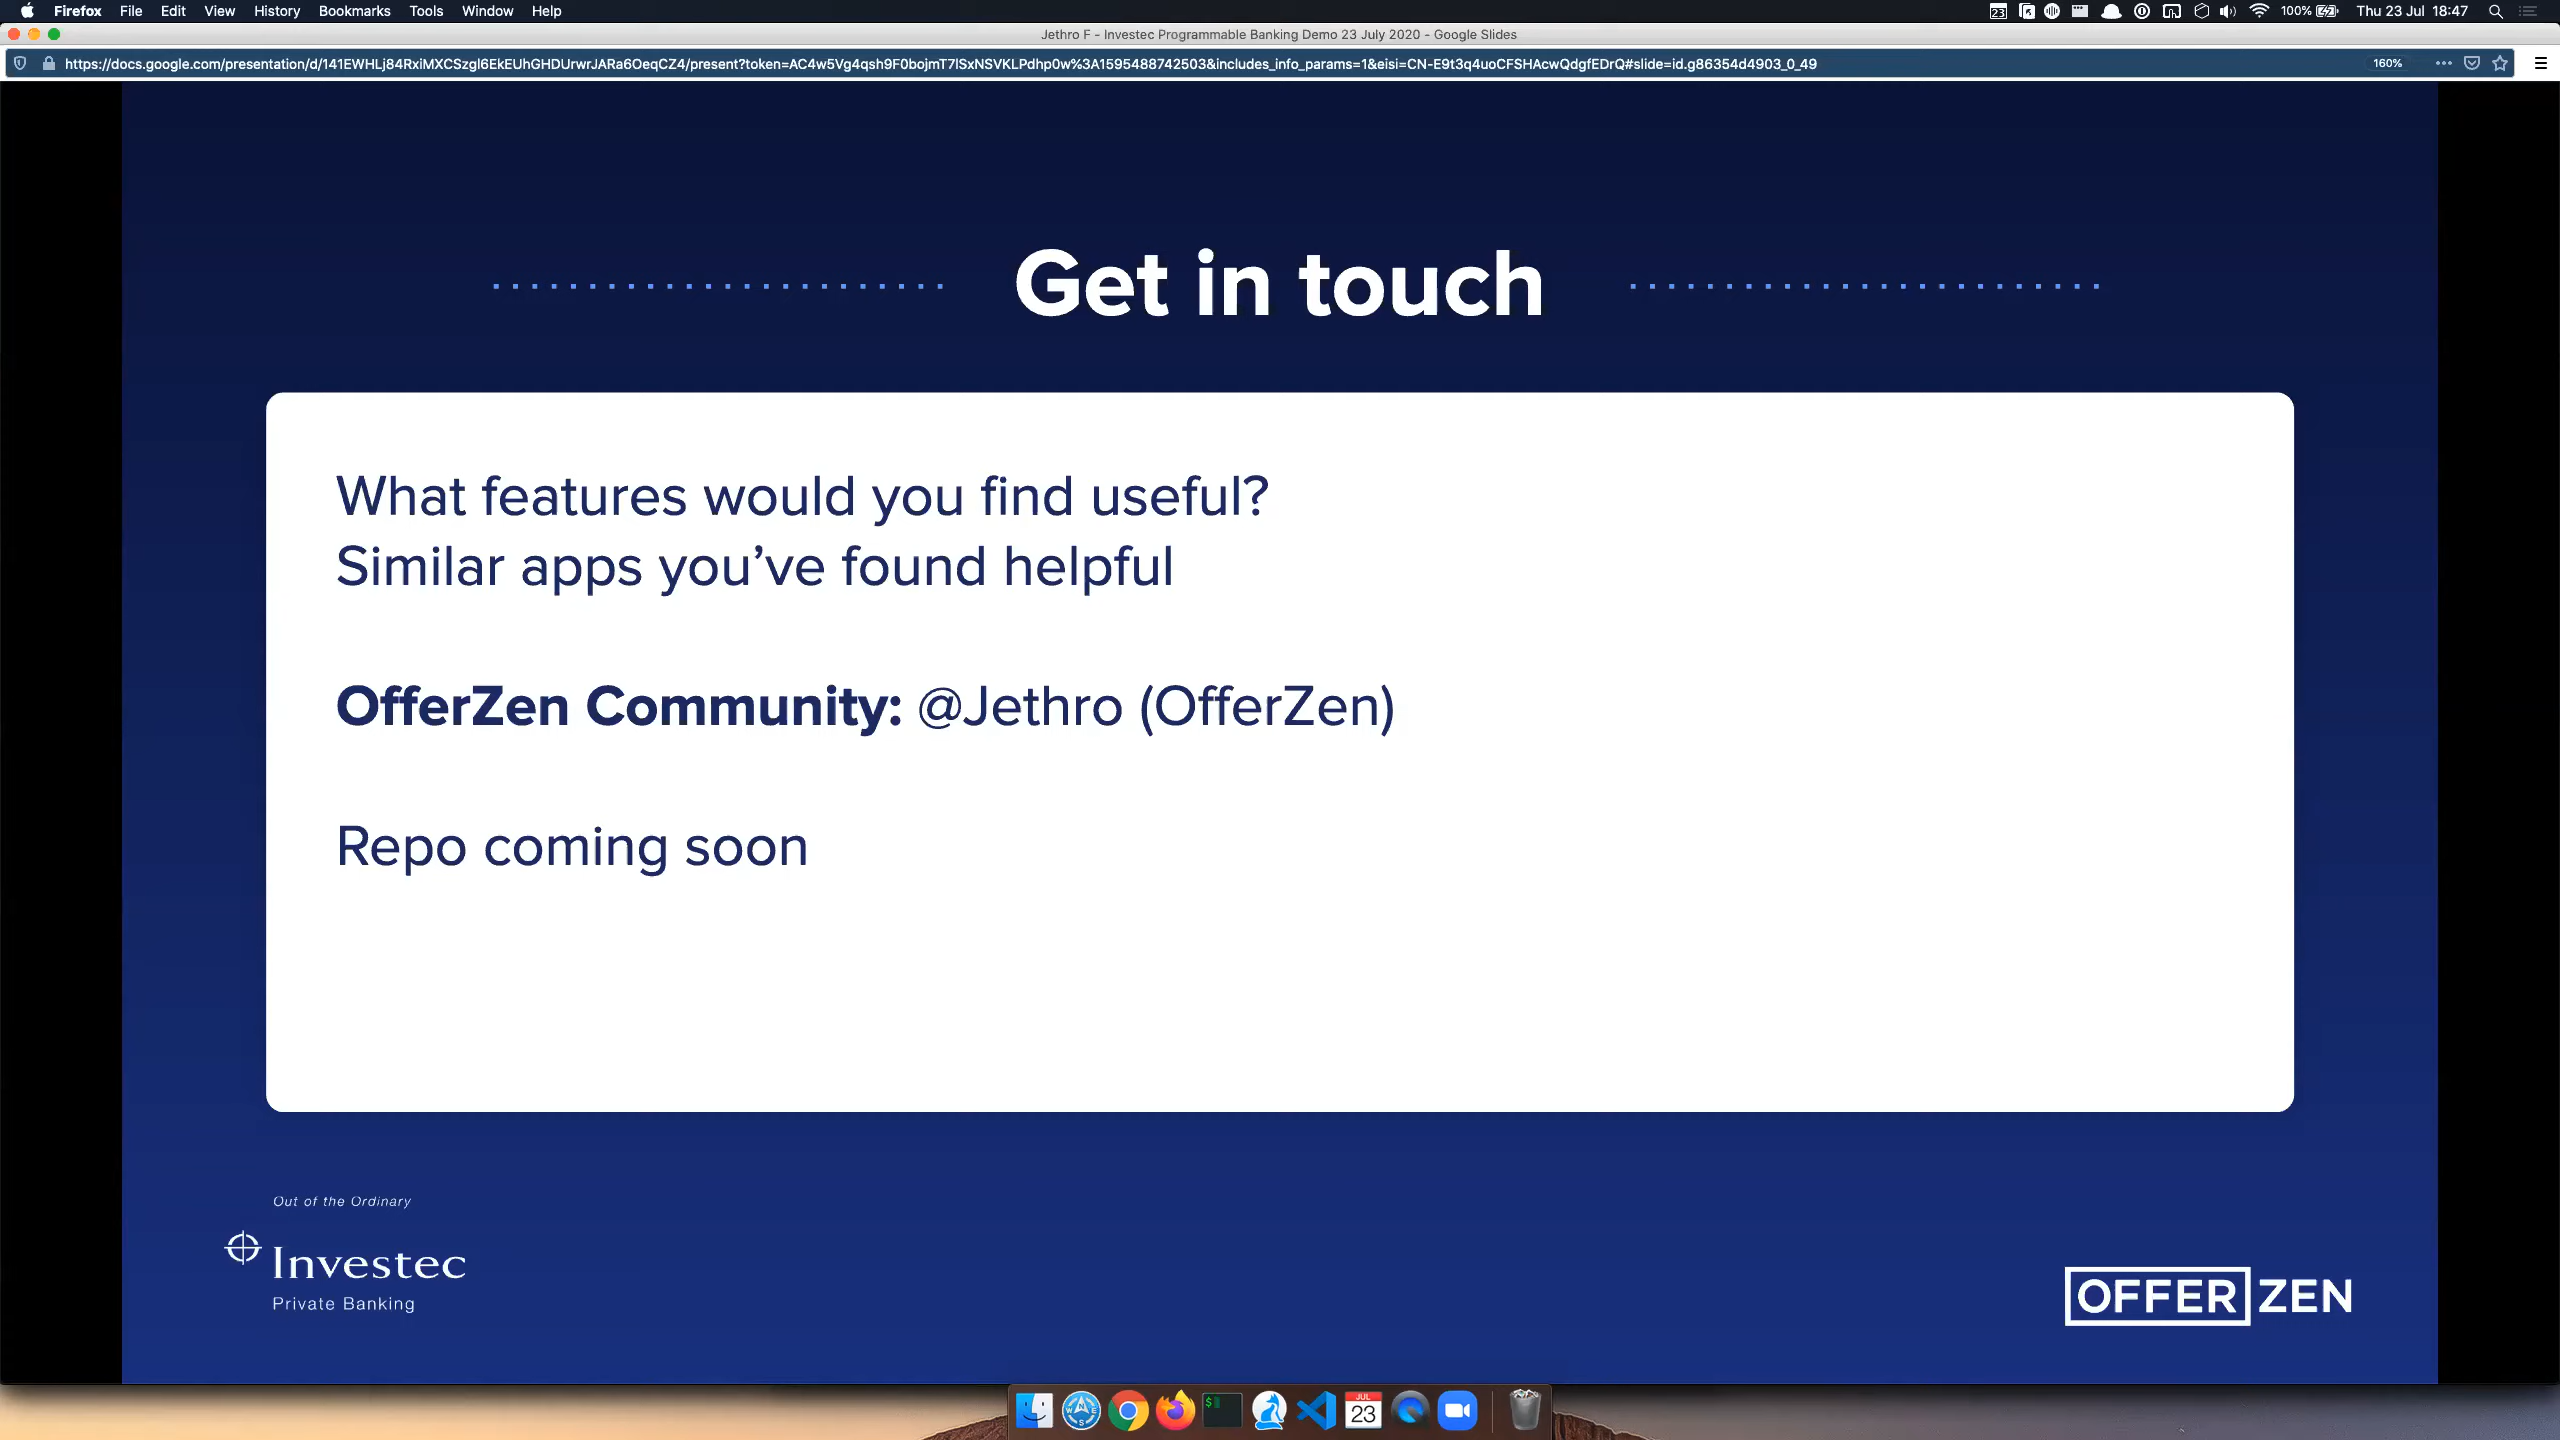 Firefox File Edit View History Bookmarks Tools Window Help
23 100% Thu 23 Jul 18:47
Jethro F - Investec Programmable Banking Demo 23 July 2020 - Google Slides
https://docs.google.com/presentation/d/141EWHLj84RxiMXCSzgl6EkEUhGHDUrwrJARa6OeqCZ4/present?token=AC4w5Vg4qsh9F0bojmT7lSxNSVKLPdhp0w%3A1595488742503&includes_info_params=1&eisi=CN-E9t3q4uoCFSHAcwQdgfEDrQ#slide=id.g86354d4903_0_49 160%
Get in touch
What features would you find useful?
Similar apps you’ve found helpful
OfferZen Community: @Jethro (OfferZen)
Repo coming soon
Out of the Ordinary
Investec
Private Banking
OFFER ZEN
JUL
23